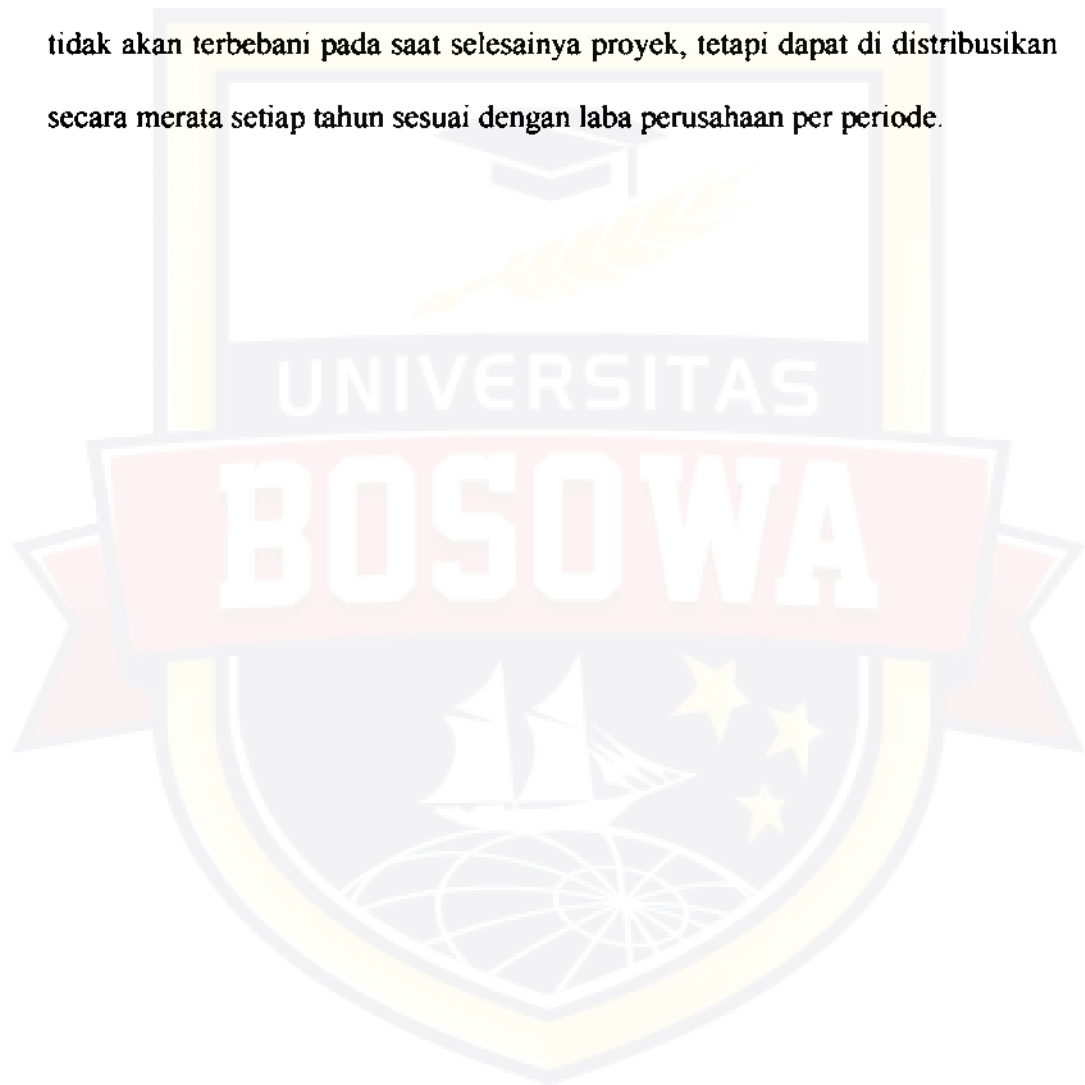 tidak akan terbebani pada saat selesainya proyek, tetapi dapat di distribusikan
secara merata setiap tahun sesuai dengan laba perusahaan per periode.
UNIVERSITAS
BOSOWA